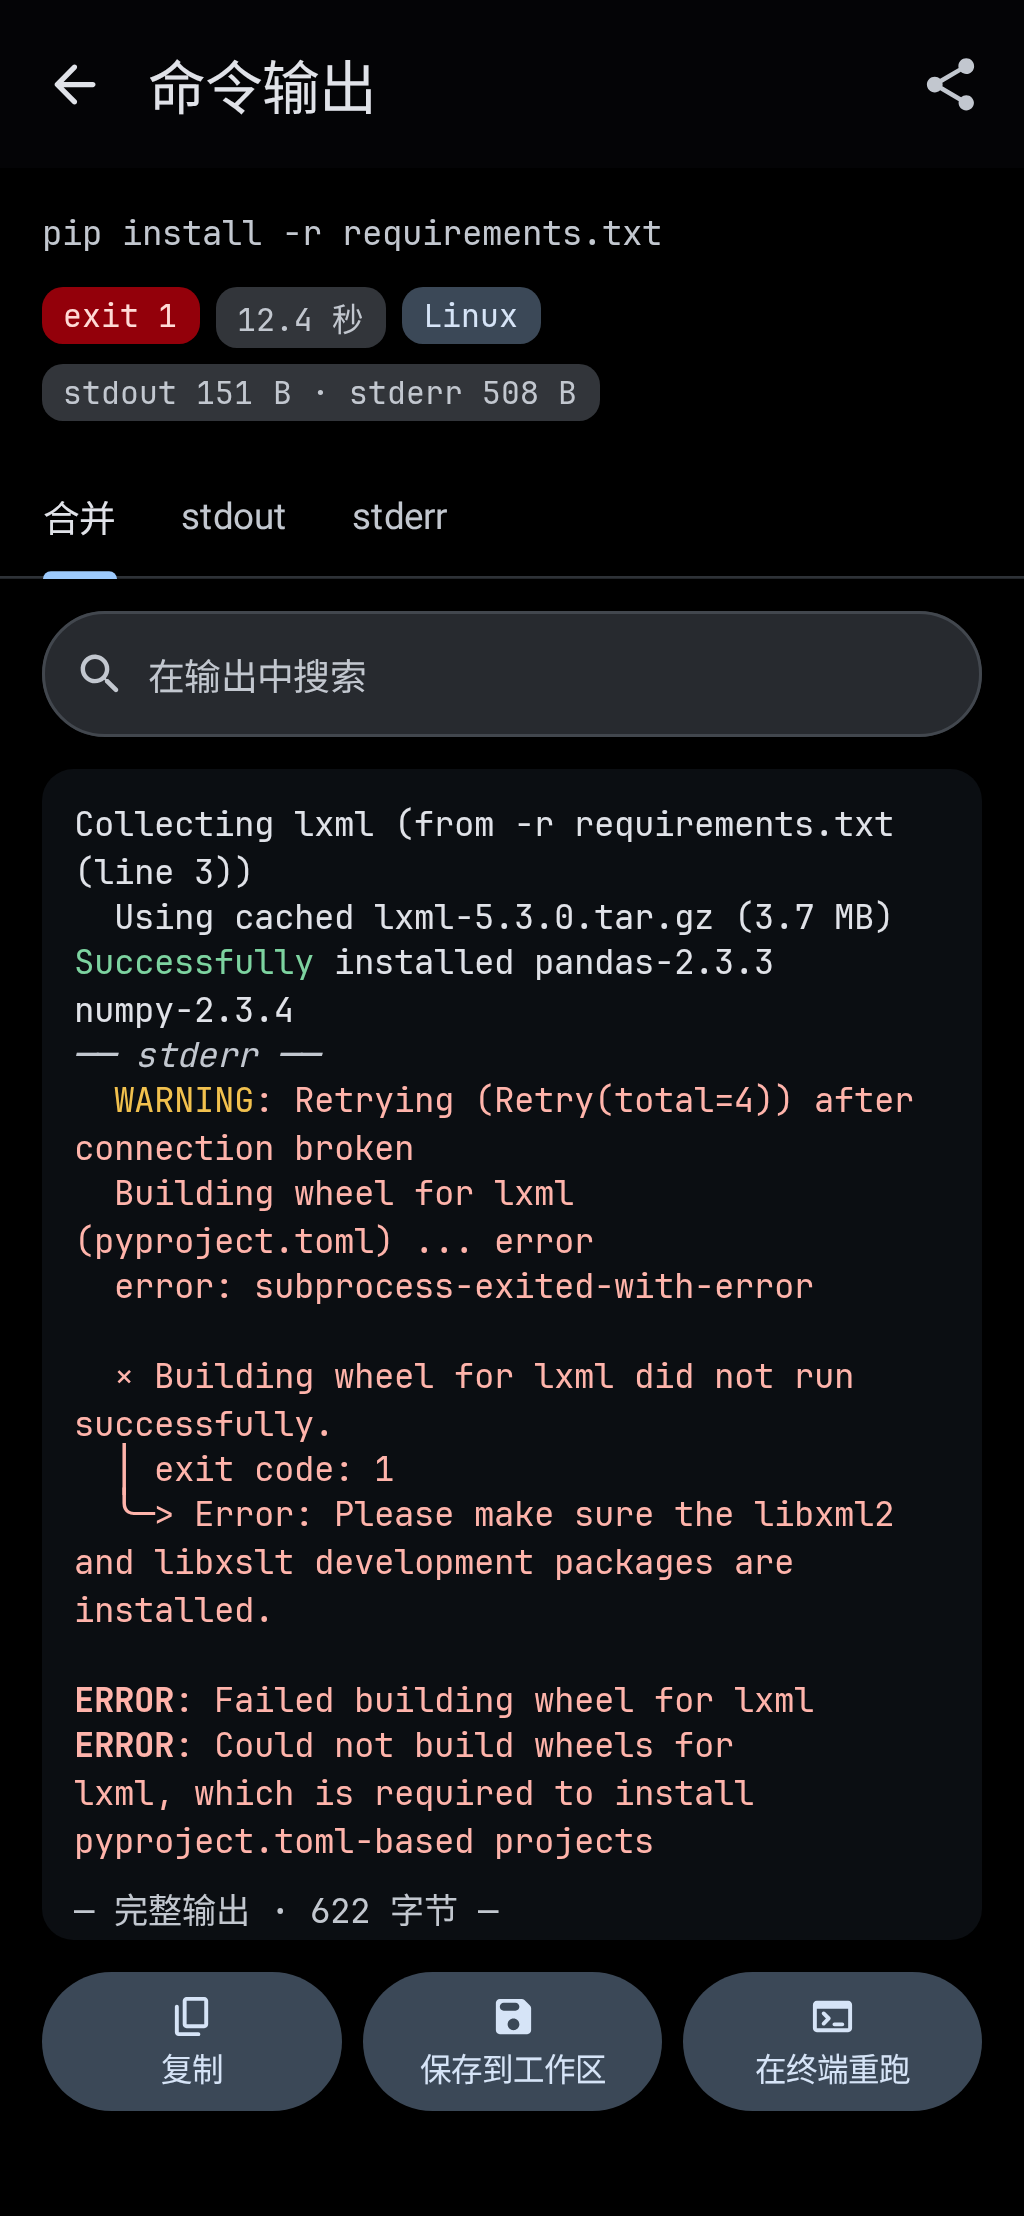 命令输出
pip install -r requirements.txt
exit 1
12.4 秒
Linux
stdout 151 B · stderr 508 B
合并
stdout
stderr
在输出中搜索
Collecting lxml (from -r requirements.txt
(line 3))
  Using cached lxml-5.3.0.tar.gz (3.7 MB)
Successfully installed pandas-2.3.3
numpy-2.3.4
── stderr ──
  WARNING: Retrying (Retry(total=4)) after
connection broken
  Building wheel for lxml
(pyproject.toml) ... error
  error: subprocess-exited-with-error
  × Building wheel for lxml did not run
successfully.
  │ exit code: 1
  ╰─> Error: Please make sure the libxml2
and libxslt development packages are
installed.
ERROR: Failed building wheel for lxml
ERROR: Could not build wheels for
lxml, which is required to install
pyproject.toml-based projects
— 完整输出 · 622 字节 —
复制
保存到工作区
在终端重跑